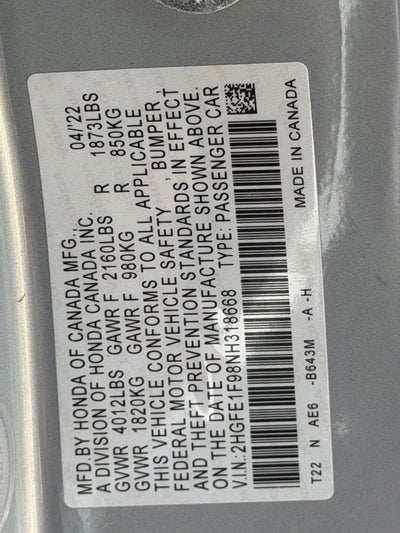 MFD.BY HONDA OF CANADA MFG., 04/'22
A DIVISION OF HONDA CANADA INC.
GVWR 4012LBS GAWR F 2160LBS R 1873LBS
GVWR 1820KG GAWR F 980KG R 850KG
THIS VEHICLE CONFORMS TO ALL APPLICABLE
FEDERAL MOTOR VEHICLE SAFETY BUMPER ,
AND THEFT PREVENTION STANDARDS IN EFFECT
ON THE DATE OF MANUFACTURE SHOWN ABOVE.
V.I.N.:2HGFE1F98NH318668 TYPE: PASSENGER CAR
T22 N AE6 -B643M -A -H MADE IN CANADA